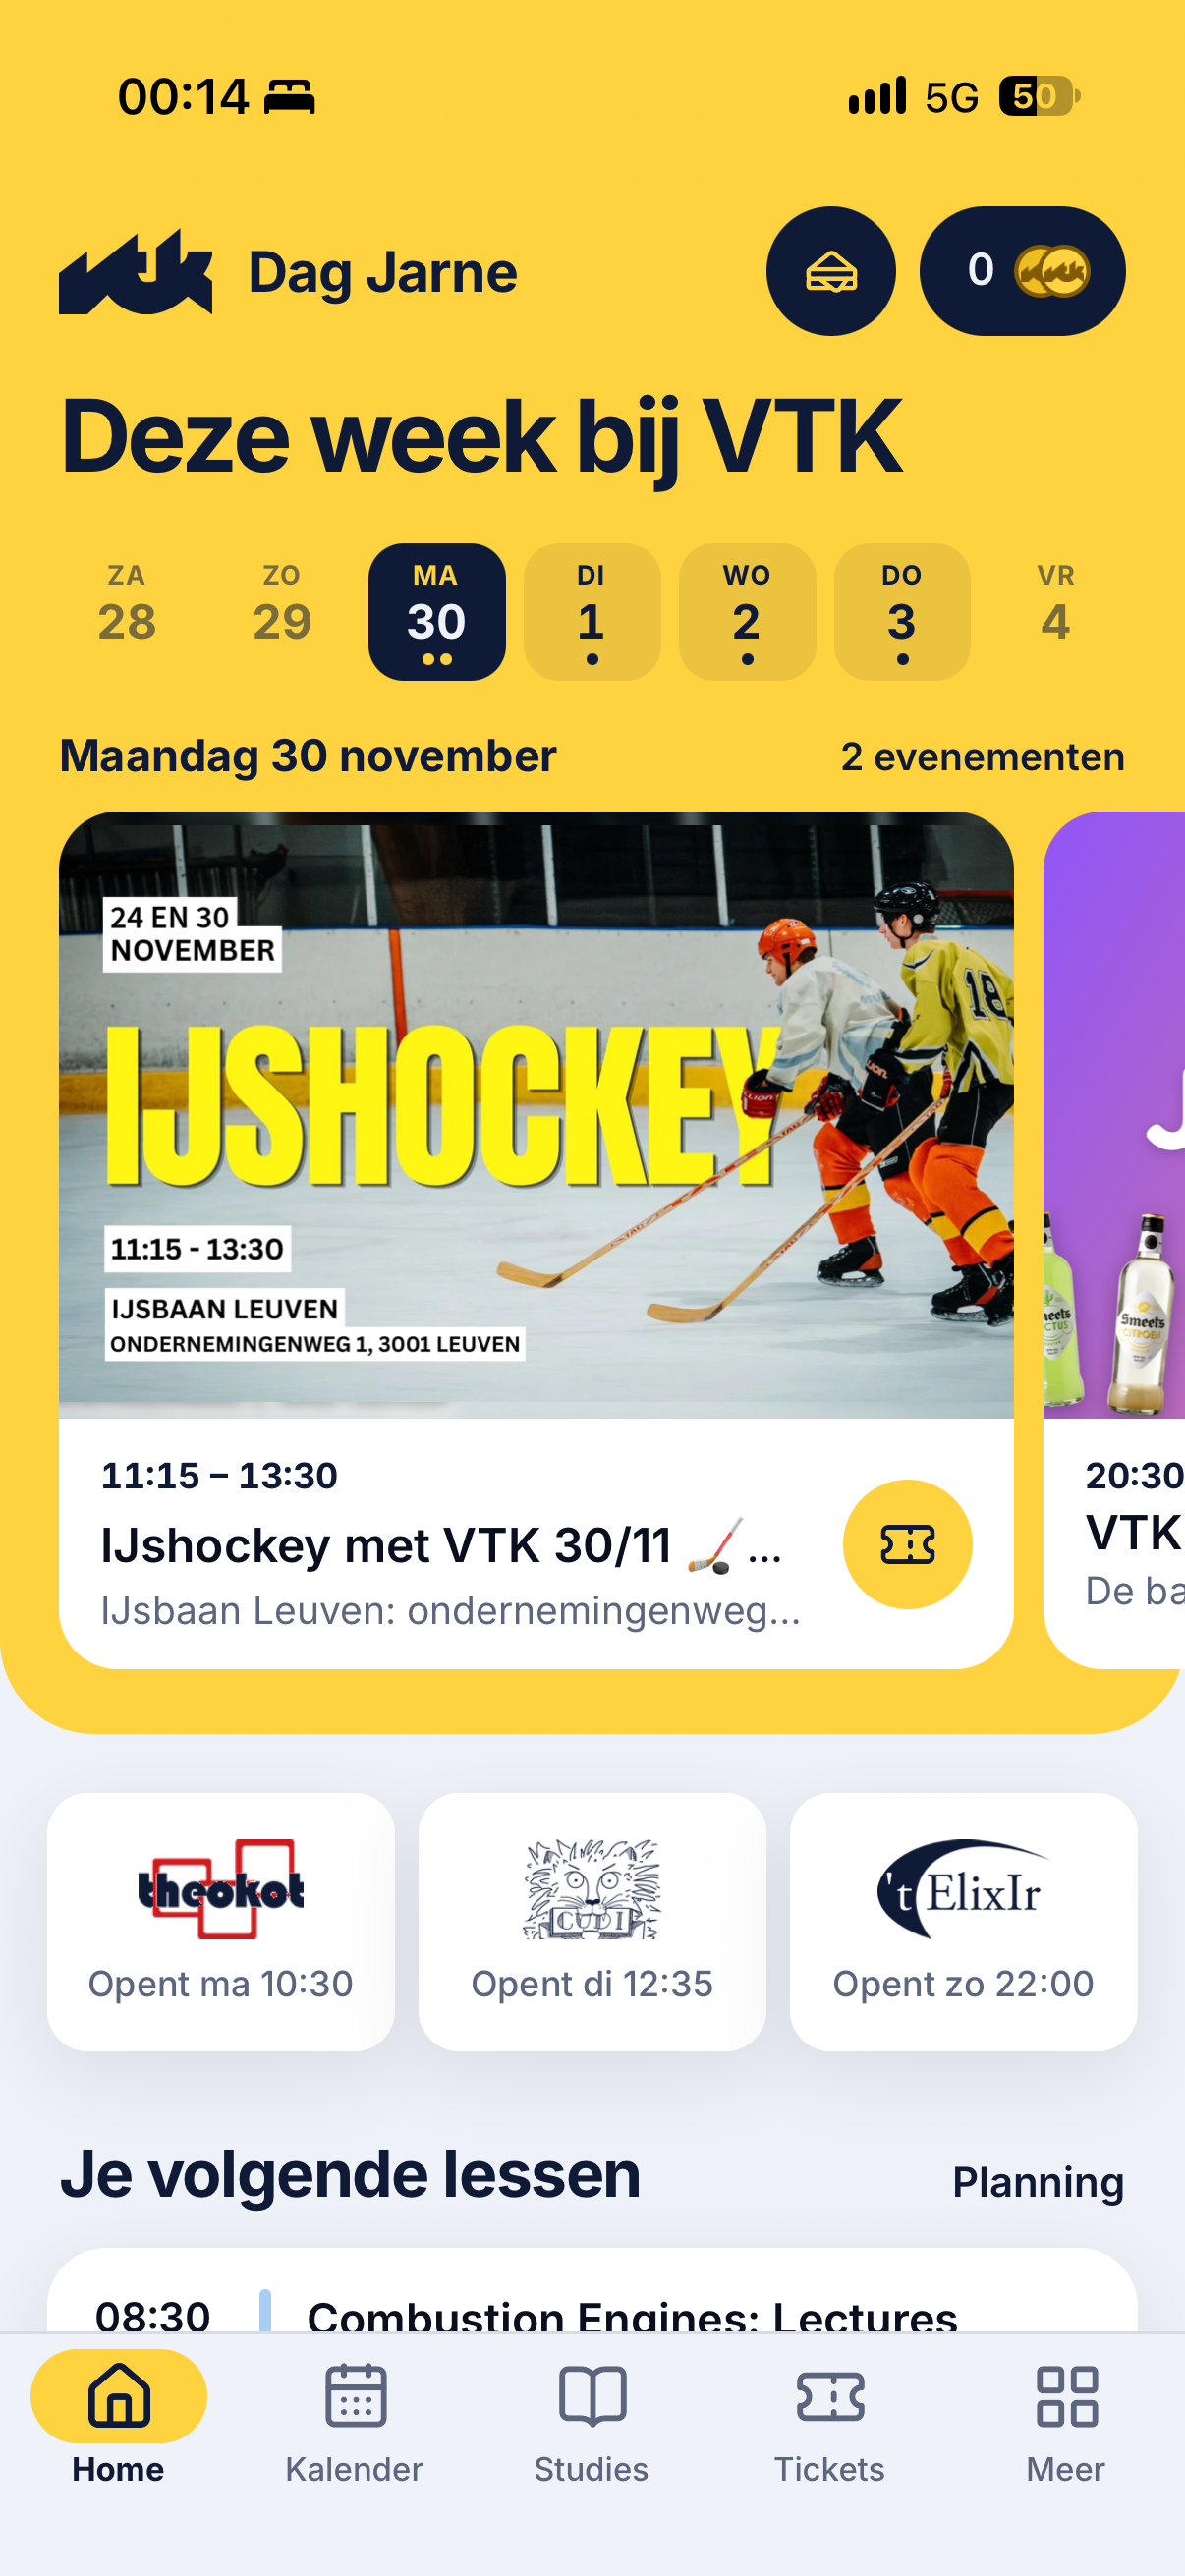 00:14
5G 50
vtk Dag Jarne
0
Deze week bij VTK
ZA ZO MA DI WO DO VR
28 29 30 1 2 3 4
Maandag 30 november
2 evenementen
24 EN 30
NOVEMBER
18
IJSHOCKEY
11:15 - 13:30
IJSBAAN LEUVEN
ONDERNEMINGENWEG 1, 3001 LEUVEN
Smeets
CITROEN
11:15 – 13:30
IJshockey met VTK 30/11 🏒...
IJsbaan Leuven: ondernemingenweg...
20:30
VTK
De ba
theokot
Opent ma 10:30
CUDI
Opent di 12:35
't ElixIr
Opent zo 22:00
Je volgende lessen
Planning
08:30
Combustion Engines: Lectures
Home
Kalender
Studies
Tickets
Meer